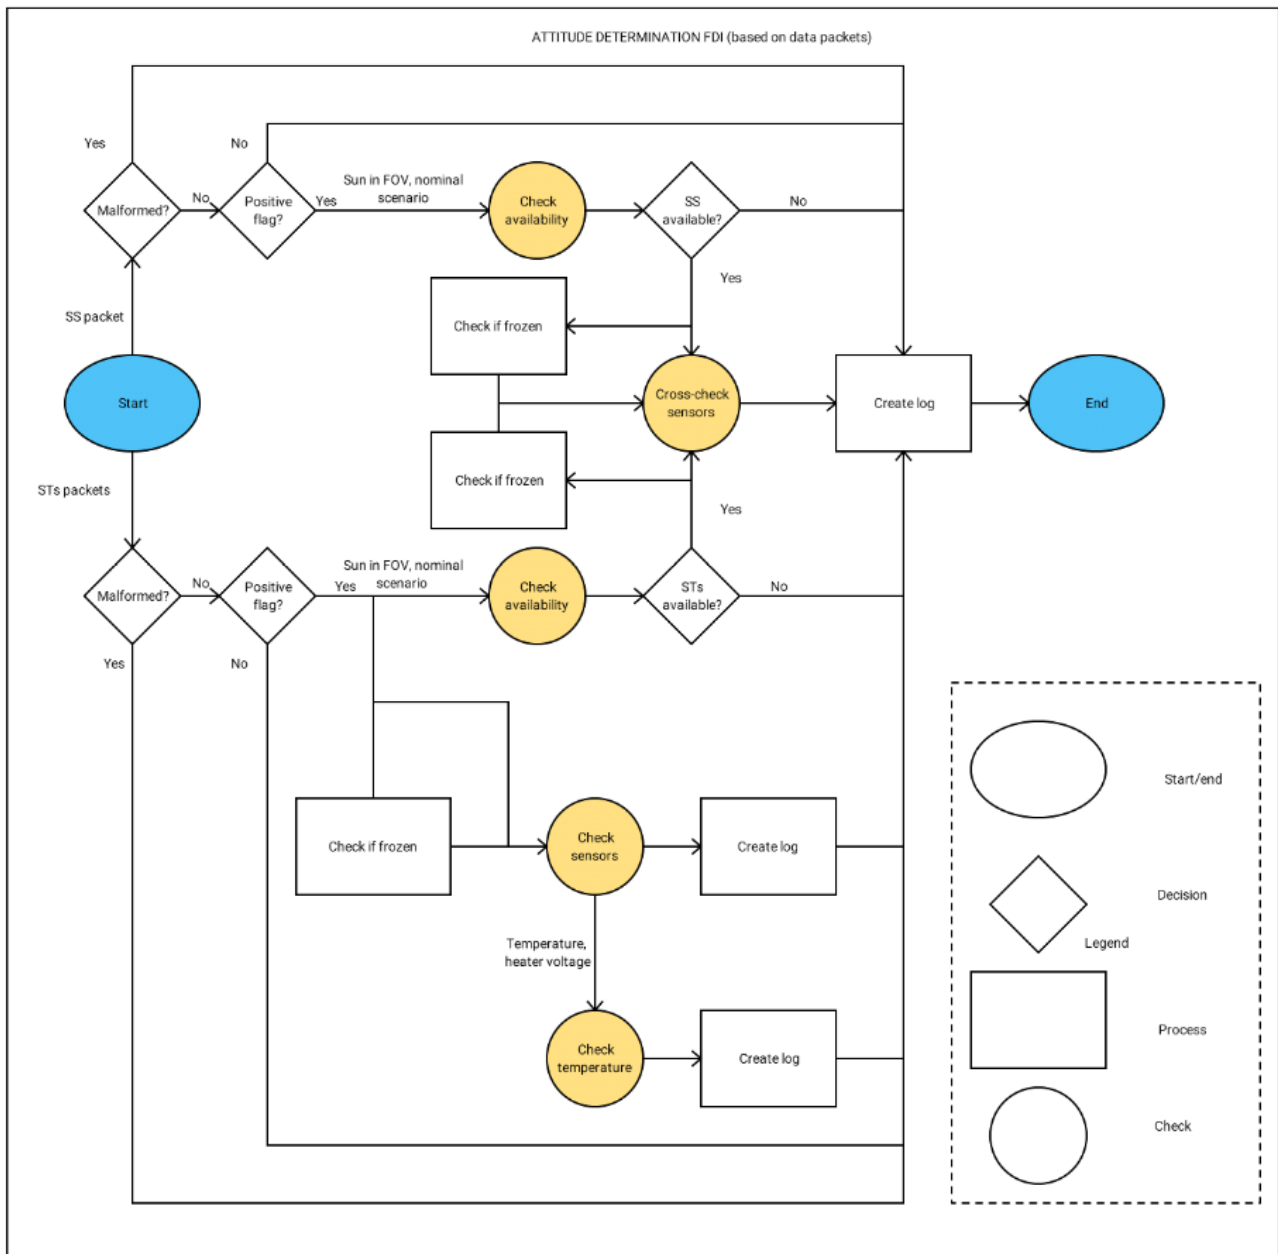 ATTITUDE DETERMINATION FDI (based on data packets)
Yes
No
Malformed?
No
Positive
flag?
Yes
Sun in FOV, nominal
scenario
Check
availability
SS
available?
No
Yes
SS packet
Check if frozen
Start
Cross-check
sensors
Create log
End
STs packets
Check if frozen
Yes
Malformed?
No
Positive
flag?
Yes
Sun in FOV, nominal
scenario
Check
availability
STs
available?
No
Yes
No
Check if frozen
Check
sensors
Create log
Temperature,
heater voltage
Check
temperature
Create log
Start/end
Decision
Legend
Process
Check